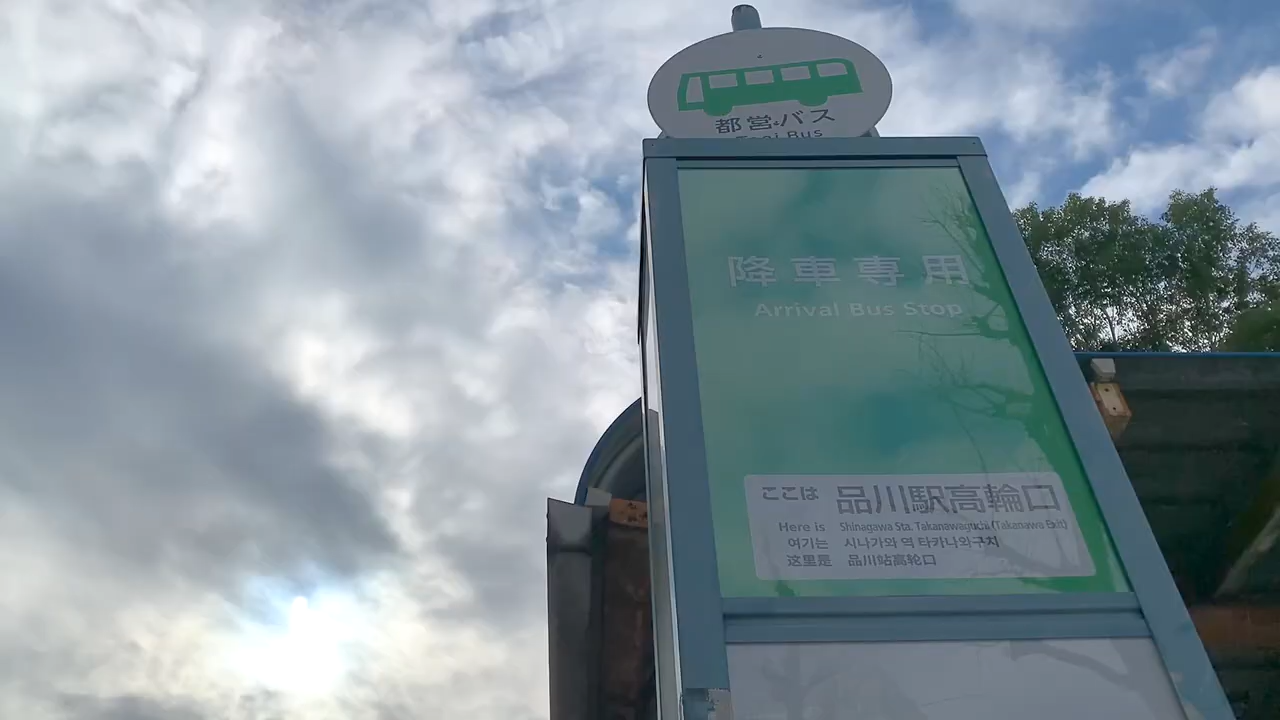 都営バス
Toei Bus
降車専用
Arrival Bus Stop
ここは 品川駅高輪口
Here is Shinagawa Sta. Takanawaguchi (Takanawa Exit)
여기는 시나가와 역 타카나와구치
这里是 品川站高轮口